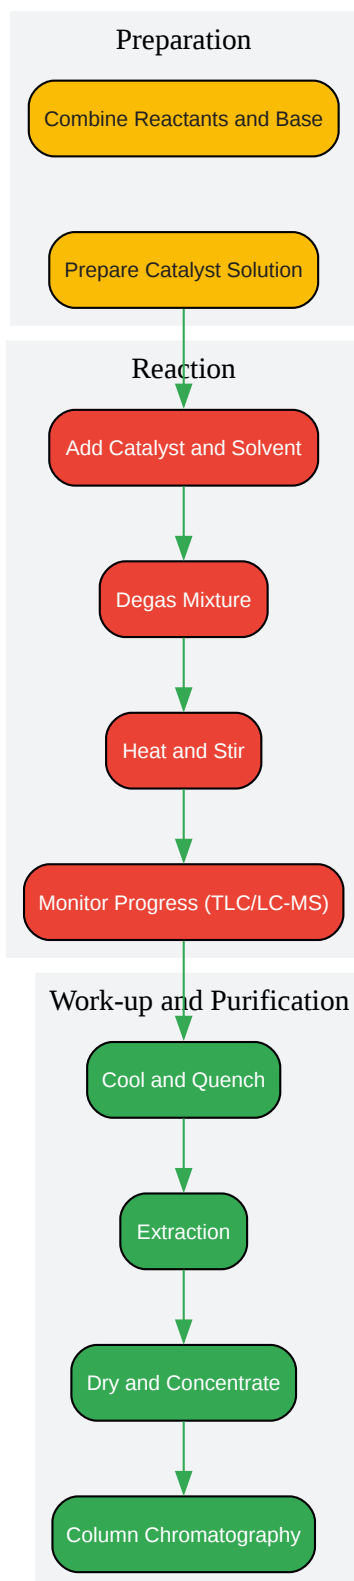 Preparation
Combine Reactants and Base
Prepare Catalyst Solution
Reaction
Add Catalyst and Solvent
Degas Mixture
Heat and Stir
Monitor Progress (TLC/LC-MS)
Work-up and Purification
Cool and Quench
Extraction
Dry and Concentrate
Column Chromatography